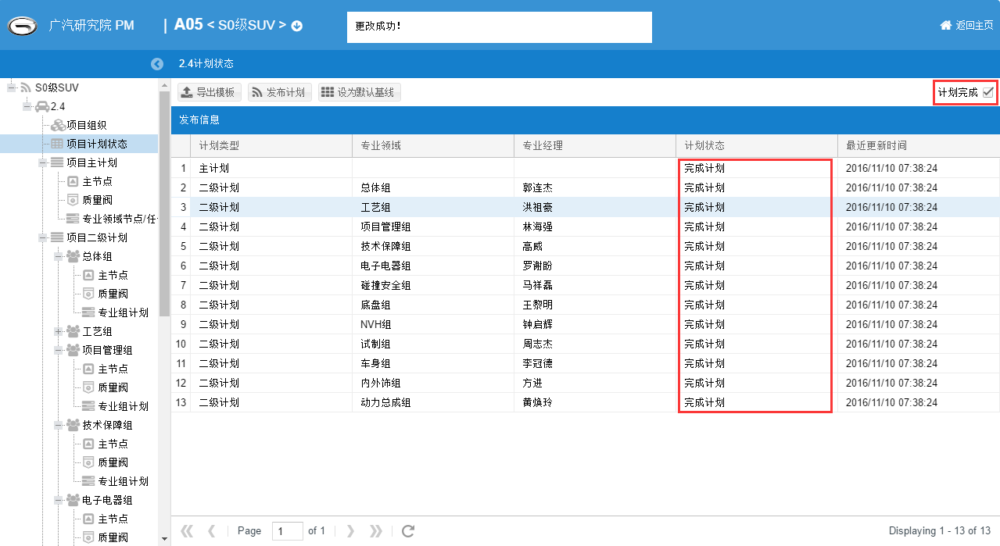 广汽研究院 PM
| A05 < S0级SUV >
更改成功!
返回主页
2.4计划状态
S0级SUV
2.4
项目组织
项目计划状态
项目主计划
主节点
质量阀
专业领域节点/任
项目二级计划
总体组
主节点
质量阀
专业组计划
工艺组
项目管理组
主节点
质量阀
专业组计划
技术保障组
主节点
质量阀
专业组计划
电子电器组
主节点
质量阀
导出模板 发布计划 设为默认基线
计划完成
发布信息
计划类型 专业领域 专业经理 计划状态 最近更新时间
1 主计划 完成计划 2016/11/10 07:38:24
2 二级计划 总体组 郭连杰 完成计划 2016/11/10 07:38:24
3 二级计划 工艺组 洪祖豪 完成计划 2016/11/10 07:38:24
4 二级计划 项目管理组 林海强 完成计划 2016/11/10 07:38:24
5 二级计划 技术保障组 高威 完成计划 2016/11/10 07:38:24
6 二级计划 电子电器组 罗谢盼 完成计划 2016/11/10 07:38:24
7 二级计划 碰撞安全组 马祥磊 完成计划 2016/11/10 07:38:24
8 二级计划 底盘组 王黎明 完成计划 2016/11/10 07:38:24
9 二级计划 NVH组 钟启辉 完成计划 2016/11/10 07:38:24
10 二级计划 试制组 周志杰 完成计划 2016/11/10 07:38:24
11 二级计划 车身组 李冠德 完成计划 2016/11/10 07:38:24
12 二级计划 内外饰组 方进 完成计划 2016/11/10 07:38:24
13 二级计划 动力总成组 黄焕玲 完成计划 2016/11/10 07:38:24
Page 1 of 1
Displaying 1 - 13 of 13